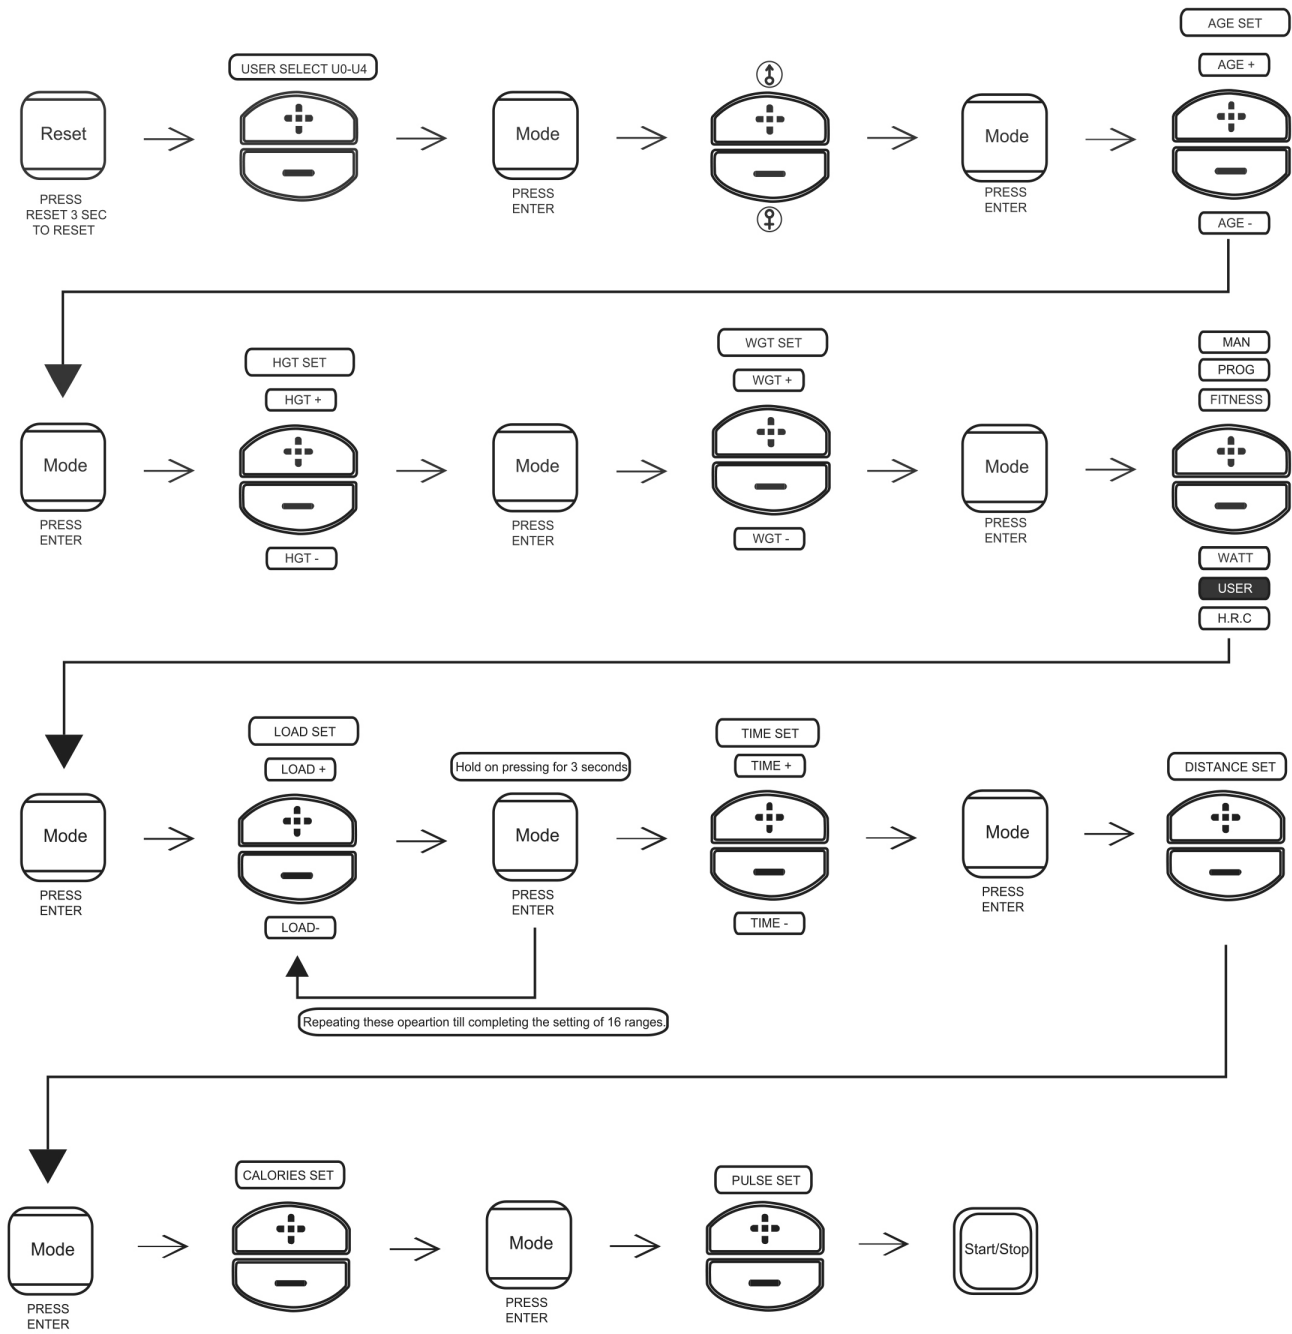 AGE SET
USER SELECT U0-U4
AGE +
Reset
Mode
Mode
PRESS
RESET 3 SEC
TO RESET
PRESS
ENTER
PRESS
ENTER
AGE -
HGT SET
HGT +
WGT SET
WGT +
MAN
PROG
FITNESS
Mode
Mode
Mode
PRESS
ENTER
HGT -
PRESS
ENTER
WGT -
PRESS
ENTER
WATT
USER
H.R.C
LOAD SET
LOAD +
Hold on pressing for 3 seconds
TIME SET
TIME +
DISTANCE SET
Mode
Mode
Mode
PRESS
ENTER
LOAD-
PRESS
ENTER
TIME -
PRESS
ENTER
Repeating these opeartion till completing the setting of 16 ranges.
CALORIES SET
PULSE SET
Mode
Mode
Start/Stop
PRESS
ENTER
PRESS
ENTER